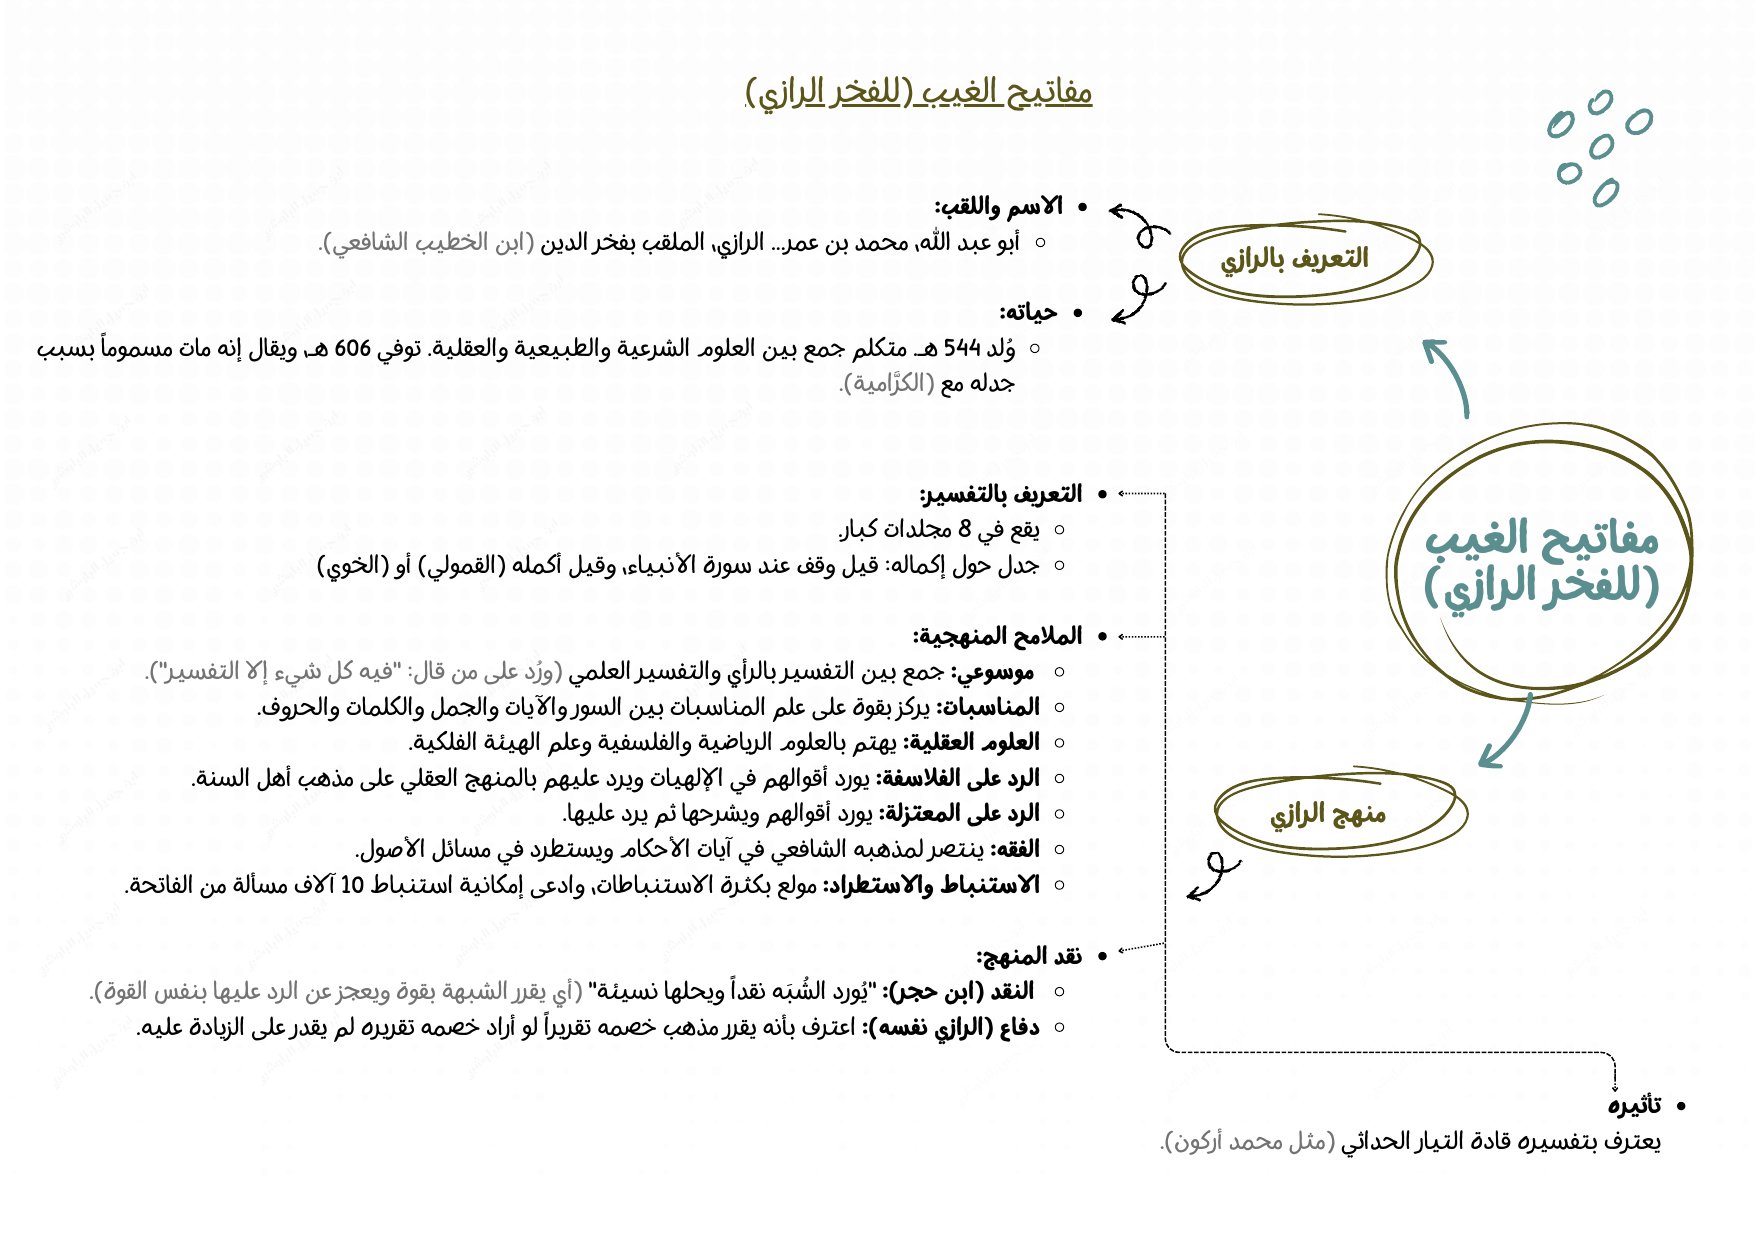 مفاتيح الغيب (للفخر الرازي)
مفاتيح الغيب
(للفخر الرازي)
التعريف بالرازي
الاسم واللقب:
أبو عبد الله، محمد بن عمر... الرازي، الملقب بفخر الدين (ابن الخطيب الشافعي).
حياته:
وُلد 544 هـ. متكلم جمع بين العلوم الشرعية والطبيعية والعقلية. توفي 606 هـ، ويقال إنه مات مسموماً بسبب
جدله مع (الكرَّامية).
منهج الرازي
التعريف بالتفسير:
يقع في 8 مجلدات كبار.
جدل حول إكماله: قيل وقف عند سورة الأنبياء، وقيل أكمله (القمولي) أو (الخوي)
الملامح المنهجية:
موسوعي: جمع بين التفسير بالرأي والتفسير العلمي (ورُد على من قال: "فيه كل شيء إلا التفسير").
المناسبات: يركز بقوة على علم المناسبات بين السور والآيات والجمل والكلمات والحروف.
العلوم العقلية: يهتم بالعلوم الرياضية والفلسفية وعلم الهيئة الفلكية.
الرد على الفلاسفة: يورد أقوالهم في الإلهيات ويرد عليهم بالمنهج العقلي على مذهب أهل السنة.
الرد على المعتزلة: يورد أقوالهم ويشرحها ثم يرد عليها.
الفقه: ينتصر لمذهبه الشافعي في آيات الأحكام ويستطرد في مسائل الأصول.
الاستنباط والاستطراد: مولع بكثرة الاستنباطات، وادعى إمكانية استنباط 10 آلاف مسألة من الفاتحة.
نقد المنهج:
النقد (ابن حجر): "يُورد الشُبَه نقداً ويحلها نسيئة" (أي يقرر الشبهة بقوة ويعجز عن الرد عليها بنفس القوة).
دفاع (الرازي نفسه): اعترف بأنه يقرر مذهب خصمه تقريراً لو أراد خصمه تقريره لم يقدر على الزيادة عليه.
تأثيره
يعترف بتفسيره قادة التيار الحداثي (مثل محمد أركون).